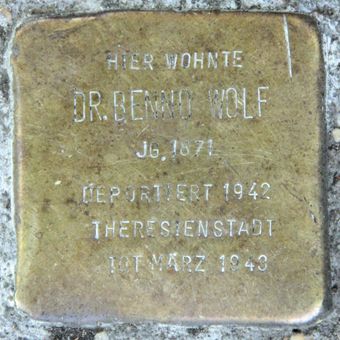 HIER WOHNTE
DR. BENNO WOLF
JG. 1871
DEPORTIERT 1942
THERESIENSTADT
TOT MÄRZ 1943